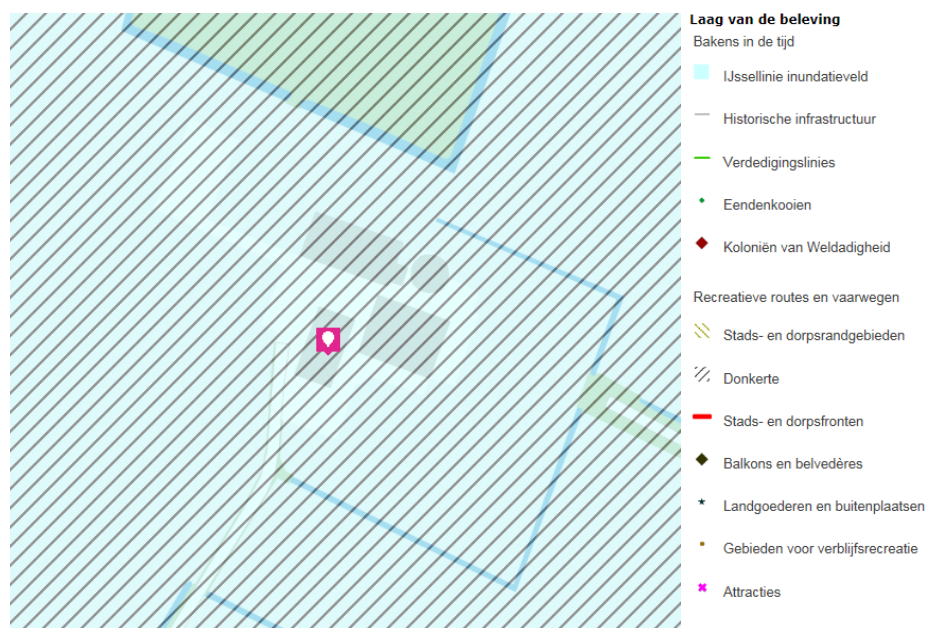 Laag van de beleving
Bakens in de tijd
IJssellinie inundatieveld
Historische infrastructuur
Verdedigingslinies
Eendenkooien
Koloniën van Weldadigheid
Recreatieve routes en vaarwegen
Stads- en dorpsrandgebieden
Donkerte
Stads- en dorpsfronten
Balkons en belvedères
Landgoederen en buitenplaatsen
Gebieden voor verblijfsrecreatie
Attracties